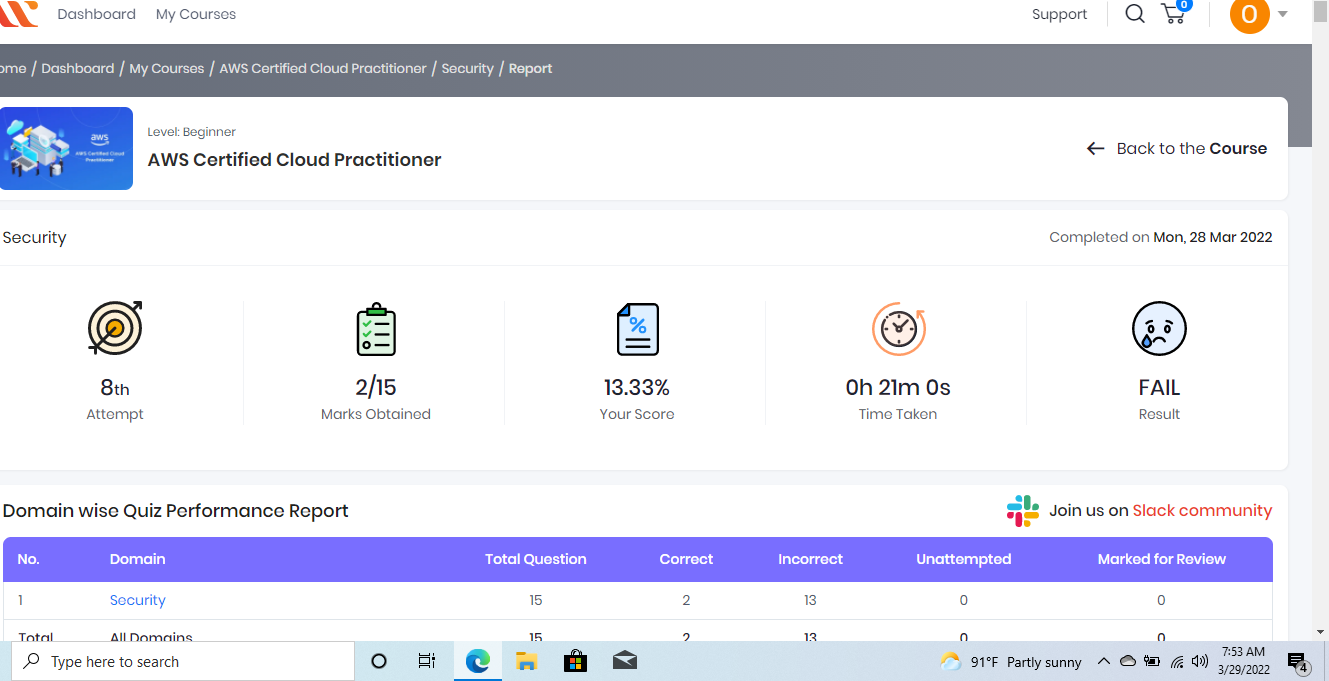 Dashboard My Courses Support 0 O
ome / Dashboard / My Courses / AWS Certified Cloud Practitioner / Security / Report
Level: Beginner
aws
AWS Certified Cloud
Practitioner
AWS Certified Cloud Practitioner
← Back to the Course
Security Completed on Mon, 28 Mar 2022
%
8th 2/15 13.33% 0h 21m 0s FAIL
Attempt Marks Obtained Your Score Time Taken Result
Domain wise Quiz Performance Report Join us on Slack community
No. Domain Total Question Correct Incorrect Unattempted Marked for Review
1 Security 15 2 13 0 0
Total All Domains 15 2 13 0 0
Type here to search 91°F Partly sunny 7:53 AM
3/29/2022 4